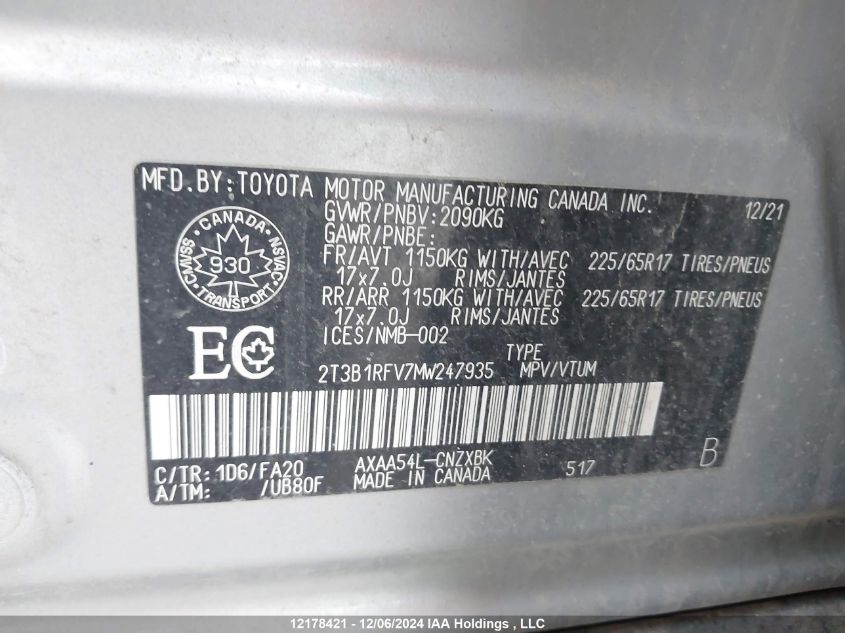 MFD.BY:TOYOTA MOTOR MANUFACTURING CANADA INC. 12/21
GVWR/PNBV:2090KG
GAWR/PNBE:
FR/AVT 1150KG WITH/AVEC 225/65R17 TIRES/PNEUS
17x7.0J RIMS/JANTES
RR/ARR 1150KG WITH/AVEC 225/65R17 TIRES/PNEUS
17x7.0J RIMS/JANTES
ICES/NMB-002
CANADA
CMVSS 930 NSVAC
TRANSPORT
EC
TYPE
2T3B1RFV7MW247935 MPV/VTUM
C/TR: 1D6/FA20 AXAA54L-CNZXBK 517 B
A/TM: /UB80F MADE IN CANADA
12178421 - 12/06/2024 IAA Holdings , LLC